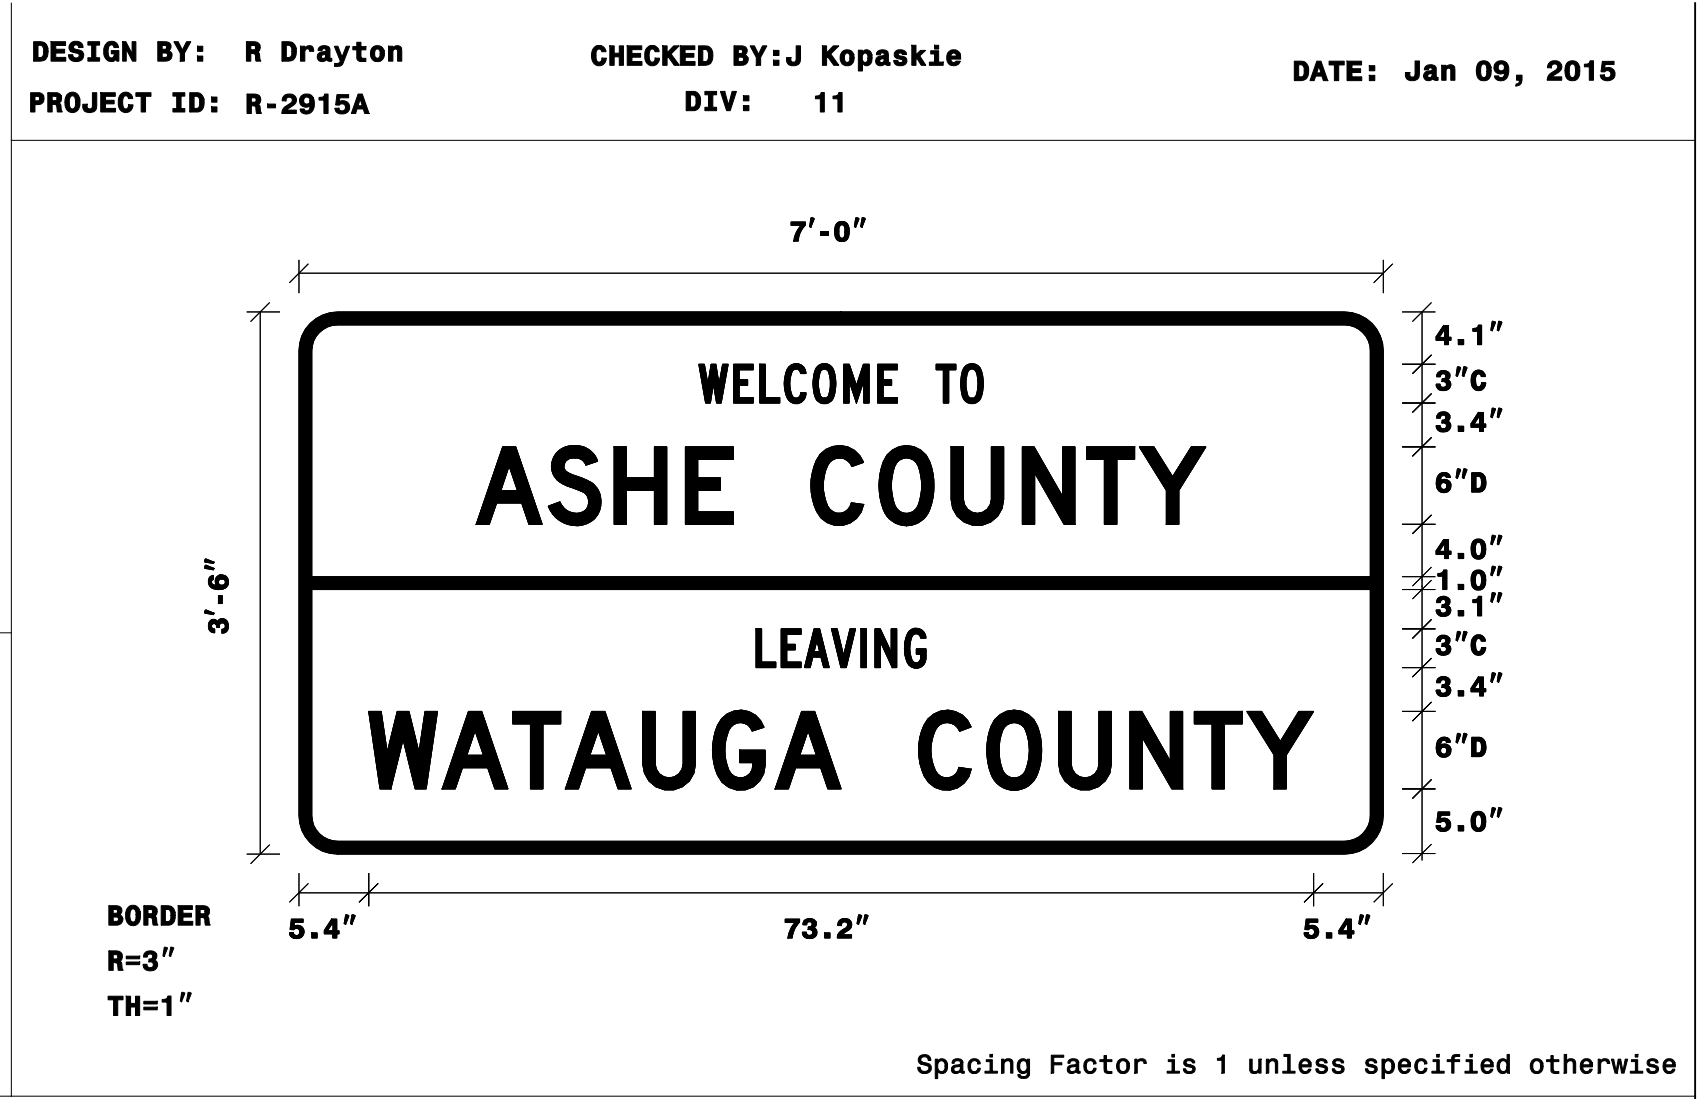 DESIGN BY: R Drayton
CHECKED BY:J Kopaskie
DATE: Jan 09, 2015
PROJECT ID: R-2915A
DIV: 11
7'-0"
3'-6"
WELCOME TO
ASHE COUNTY
LEAVING
WATAUGA COUNTY
4.1"
3"C
3.4"
6"D
4.0"
1.0"
3.1"
3"C
3.4"
6"D
5.0"
5.4"
73.2"
5.4"
BORDER
R=3"
TH=1"
Spacing Factor is 1 unless specified otherwise